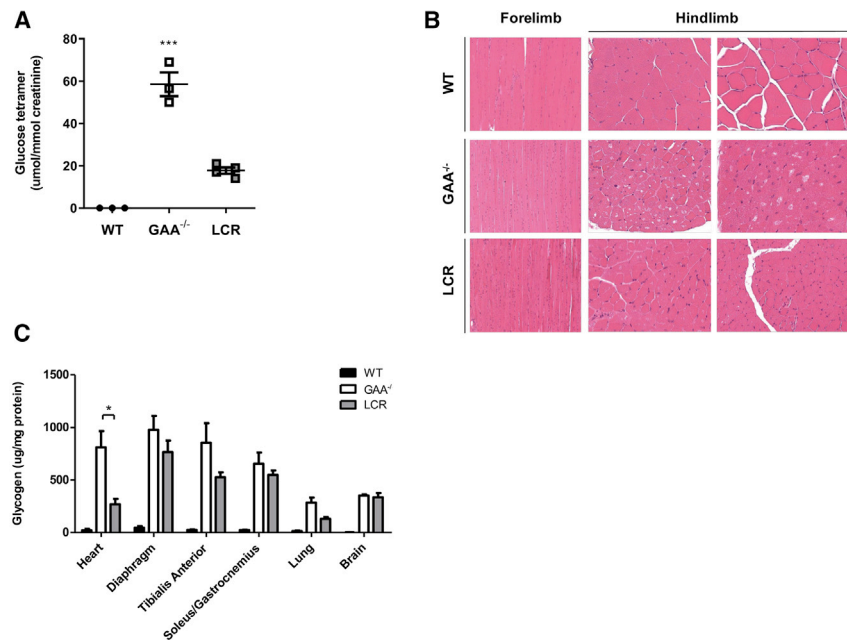 A
Glucose tetramer
(umol/mmol creatinine)
80
60
40
20
0
***
WT
GAA-/-
LCR
B
Forelimb
Hindlimb
WT
GAA-/-
LCR
C
Glycogen (ug/mg protein)
1500
1000
500
0
*
WT
GAA-/
LCR
Heart
Diaphragm
Tibialis Anterior
Soleus/Gastrocnemius
Lung
Brain